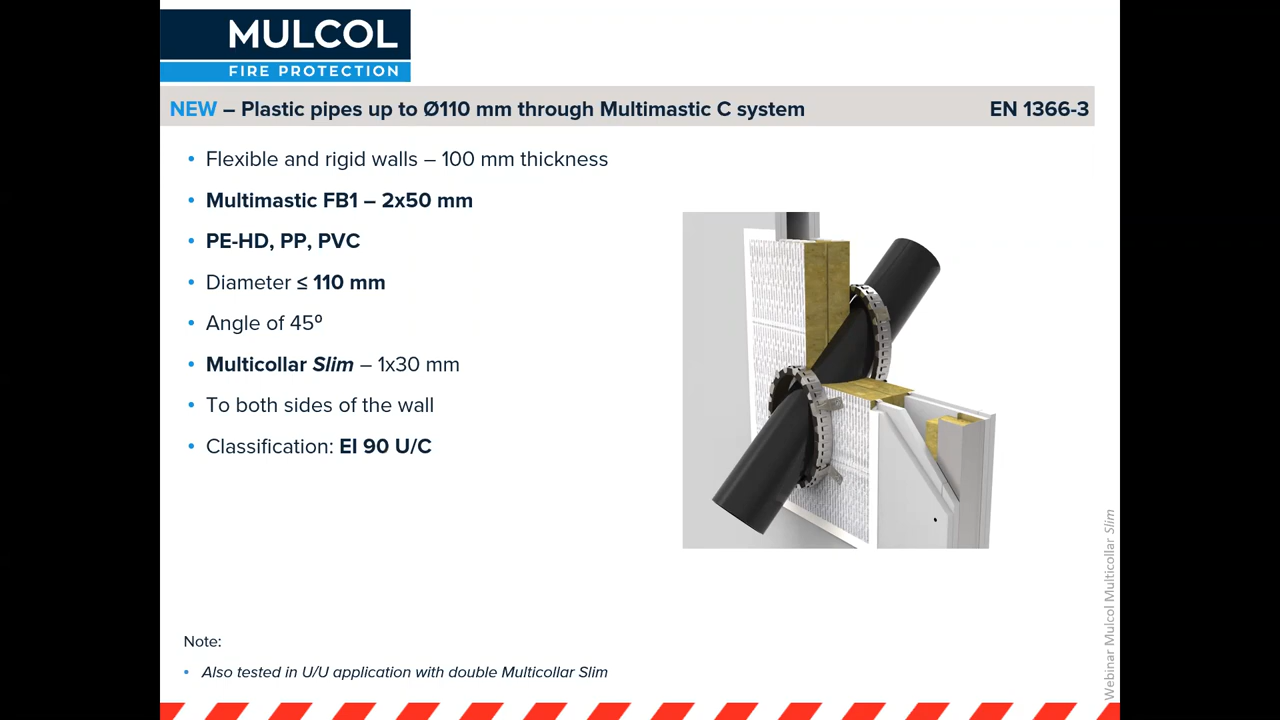 MULCOL
FIRE PROTECTION
NEW – Plastic pipes up to Ø110 mm through Multimastic C system EN 1366-3
• Flexible and rigid walls – 100 mm thickness
• Multimastic FB1 – 2x50 mm
• PE-HD, PP, PVC
• Diameter ≤ 110 mm
• Angle of 45º
• Multicollar Slim – 1x30 mm
• To both sides of the wall
• Classification: EI 90 U/C
Note:
• Also tested in U/U application with double Multicollar Slim
Webinar Mulcol Multicollar Slim